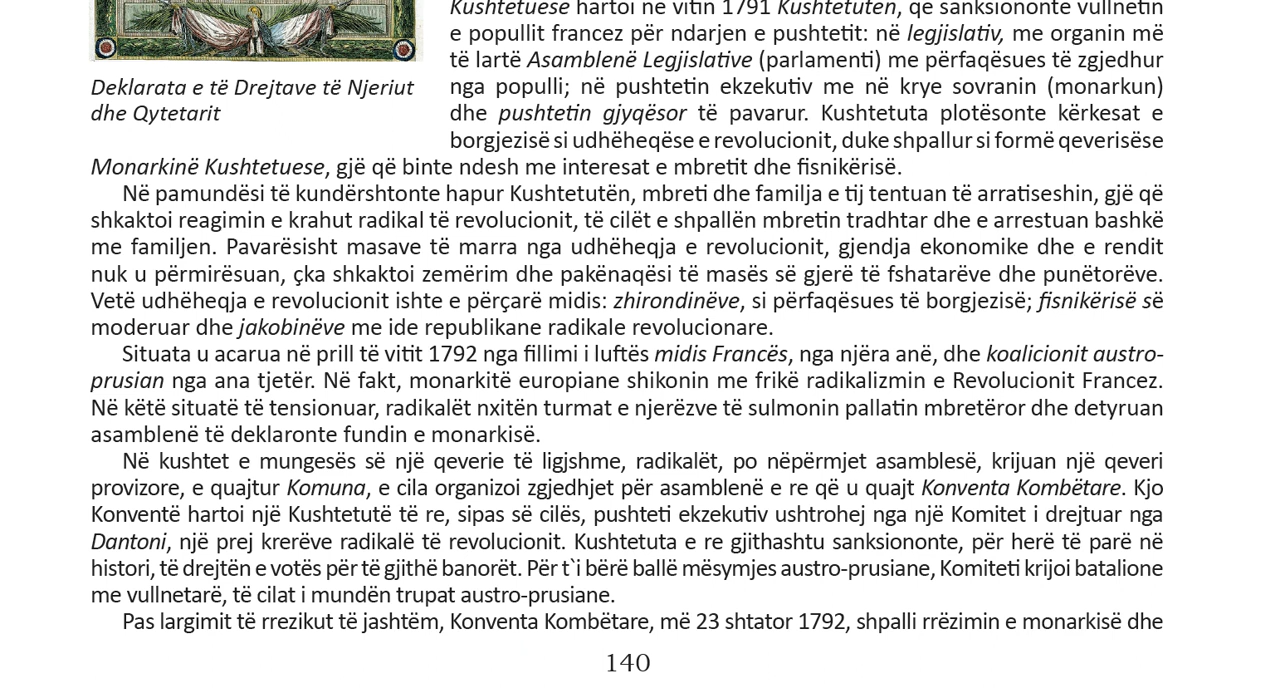 Deklarata e të Drejtave të Njeriut
dhe Qytetarit
Kushtetuese hartoi në vitin 1791 Kushtetutën, që sanksiononte vullnetin
e popullit francez për ndarjen e pushtetit: në legjislativ, me organin më
të lartë Asamblenë Legjislative (parlamenti) me përfaqësues të zgjedhur
nga populli; në pushtetin ekzekutiv me në krye sovranin (monarkun)
dhe pushtetin gjyqësor të pavarur. Kushtetuta plotësonte kërkesat e
borgjezisë si udhëheqëse e revolucionit, duke shpallur si formë qeverisëse
Monarkinë Kushtetuese, gjë që binte ndesh me interesat e mbretit dhe fisnikërisë.
Në pamundësi të kundërshtonte hapur Kushtetutën, mbreti dhe familja e tij tentuan të arratiseshin, gjë që
shkaktoi reagimin e krahut radikal të revolucionit, të cilët e shpallën mbretin tradhtar dhe e arrestuan bashkë
me familjen. Pavarësisht masave të marra nga udhëheqja e revolucionit, gjendja ekonomike dhe e rendit
nuk u përmirësuan, çka shkaktoi zemërim dhe pakënaqësi të masës së gjerë të fshatarëve dhe punëtorëve.
Vetë udhëheqja e revolucionit ishte e përçarë midis: zhirondinëve, si përfaqësues të borgjezisë; fisnikërisë së
moderuar dhe jakobinëve me ide republikane radikale revolucionare.
Situata u acarua në prill të vitit 1792 nga fillimi i luftës midis Francës, nga njëra anë, dhe koalicionit austro-
prusian nga ana tjetër. Në fakt, monarkitë europiane shikonin me frikë radikalizmin e Revolucionit Francez.
Në këtë situatë të tensionuar, radikalët nxitën turmat e njerëzve të sulmonin pallatin mbretëror dhe detyruan
asamblenë të deklaronte fundin e monarkisë.
Në kushtet e mungesës së një qeverie të ligjshme, radikalët, po nëpërmjet asamblesë, krijuan një qeveri
provizore, e quajtur Komuna, e cila organizoi zgjedhjet për asamblenë e re që u quajt Konventa Kombëtare. Kjo
Konventë hartoi një Kushtetutë të re, sipas së cilës, pushteti ekzekutiv ushtrohej nga një Komitet i drejtuar nga
Dantoni, një prej krerëve radikalë të revolucionit. Kushtetuta e re gjithashtu sanksiononte, për herë të parë në
histori, të drejtën e votës për të gjithë banorët. Për t`i bërë ballë mësymjes austro-prusiane, Komiteti krijoi batalione
me vullnetarë, të cilat i mundën trupat austro-prusiane.
Pas largimit të rrezikut të jashtëm, Konventa Kombëtare, më 23 shtator 1792, shpalli rrëzimin e monarkisë dhe
140